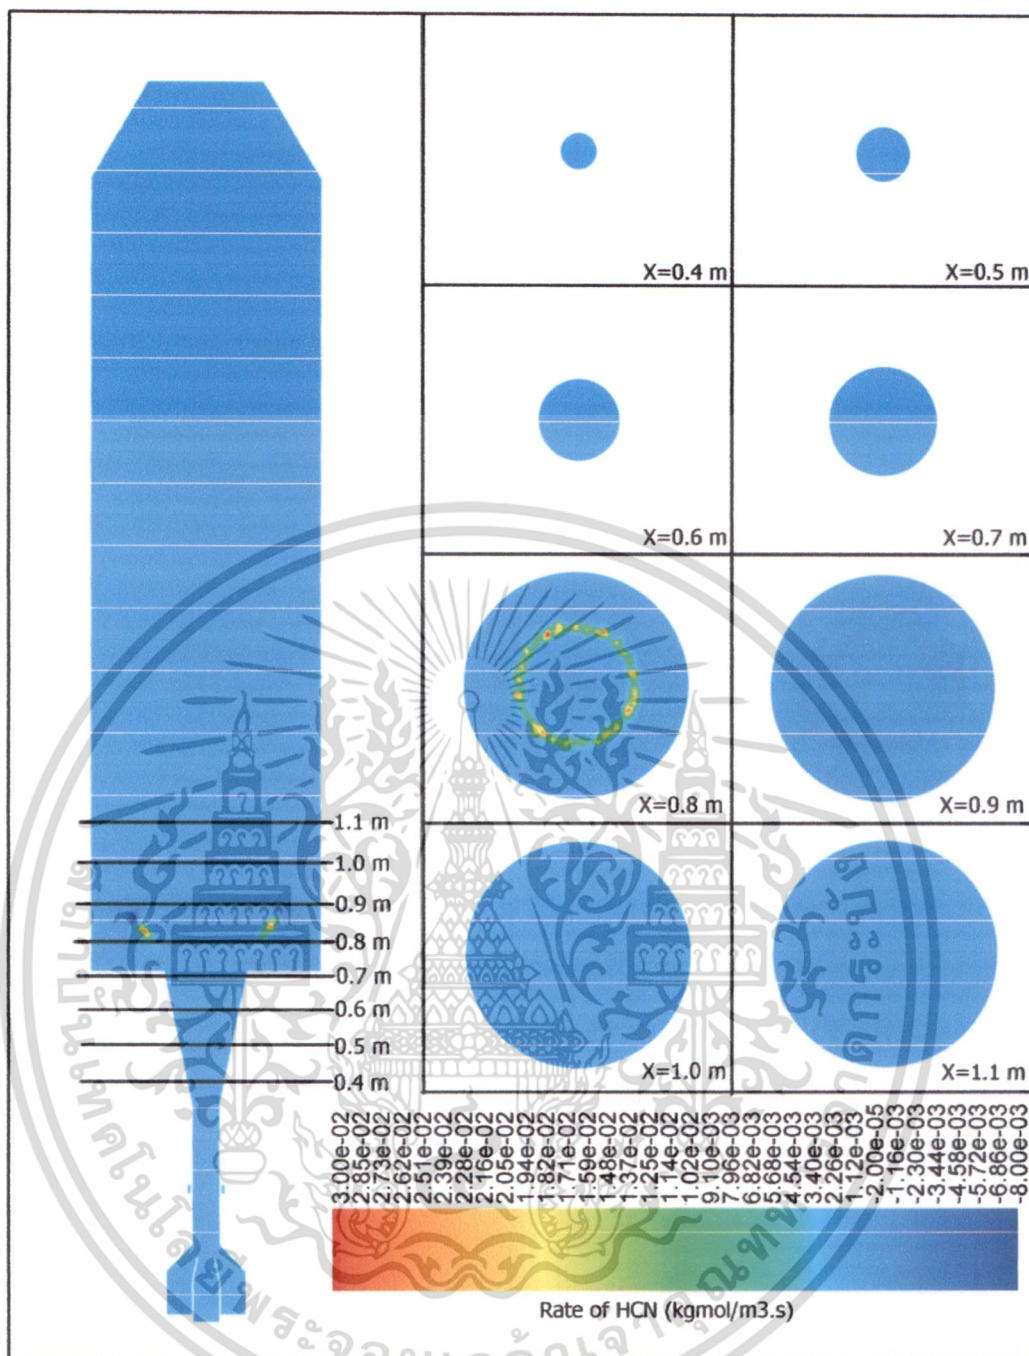 X=0.4 m
X=0.5 m
X=0.6 m
X=0.7 m
X=0.8 m
X=0.9 m
X=1.0 m
X=1.1 m
1.1 m
1.0 m
0.9 m
0.8 m
0.7 m
0.6 m
0.5 m
0.4 m
3.00e-02
2.85e-02
2.73e-02
2.62e-02
2.51e-02
2.39e-02
2.28e-02
2.16e-02
2.05e-02
1.94e-02
1.82e-02
1.71e-02
1.59e-02
1.48e-02
1.37e-02
1.25e-02
1.14e-02
1.02e-02
9.10e-03
7.96e-03
6.82e-03
5.68e-03
4.54e-03
3.40e-03
2.26e-03
1.12e-03
-2.00e-05
-1.16e-03
-2.30e-03
-3.44e-03
-4.58e-03
-5.72e-03
-6.86e-03
-8.00e-03
Rate of HCN (kgmol/m3.s)